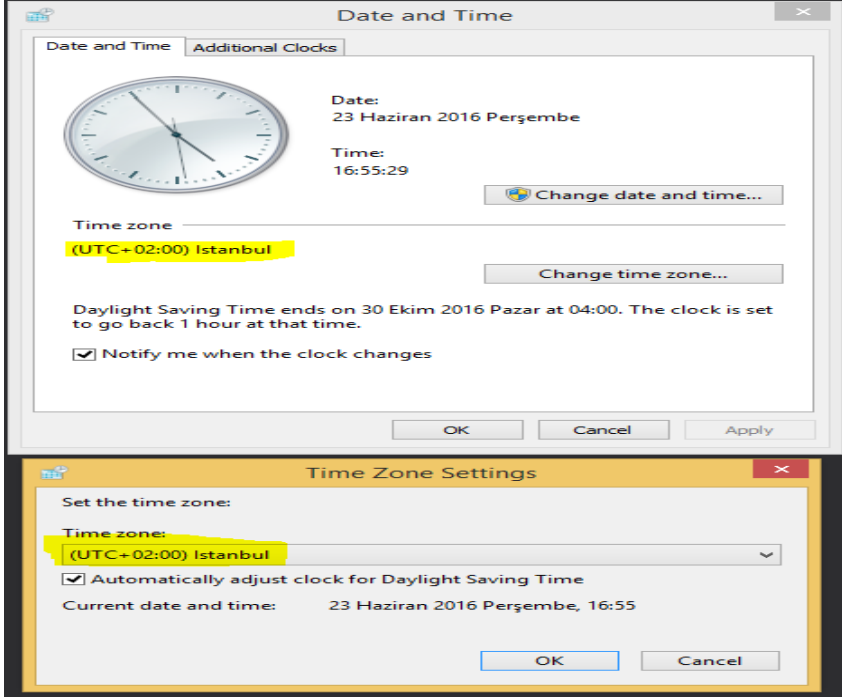 Date and Time
Date and Time
Additional Clocks
Date:
23 Haziran 2016 Perşembe
Time:
16:55:29
Change date and time...
Time zone
(UTC+02:00) Istanbul
Change time zone...
Daylight Saving Time ends on 30 Ekim 2016 Pazar at 04:00. The clock is set
to go back 1 hour at that time.
Notify me when the clock changes
OK
Cancel
Apply
Time Zone Settings
Set the time zone:
Time zone:
(UTC+02:00) Istanbul
Automatically adjust clock for Daylight Saving Time
Current date and time:
23 Haziran 2016 Perşembe, 16:55
OK
Cancel